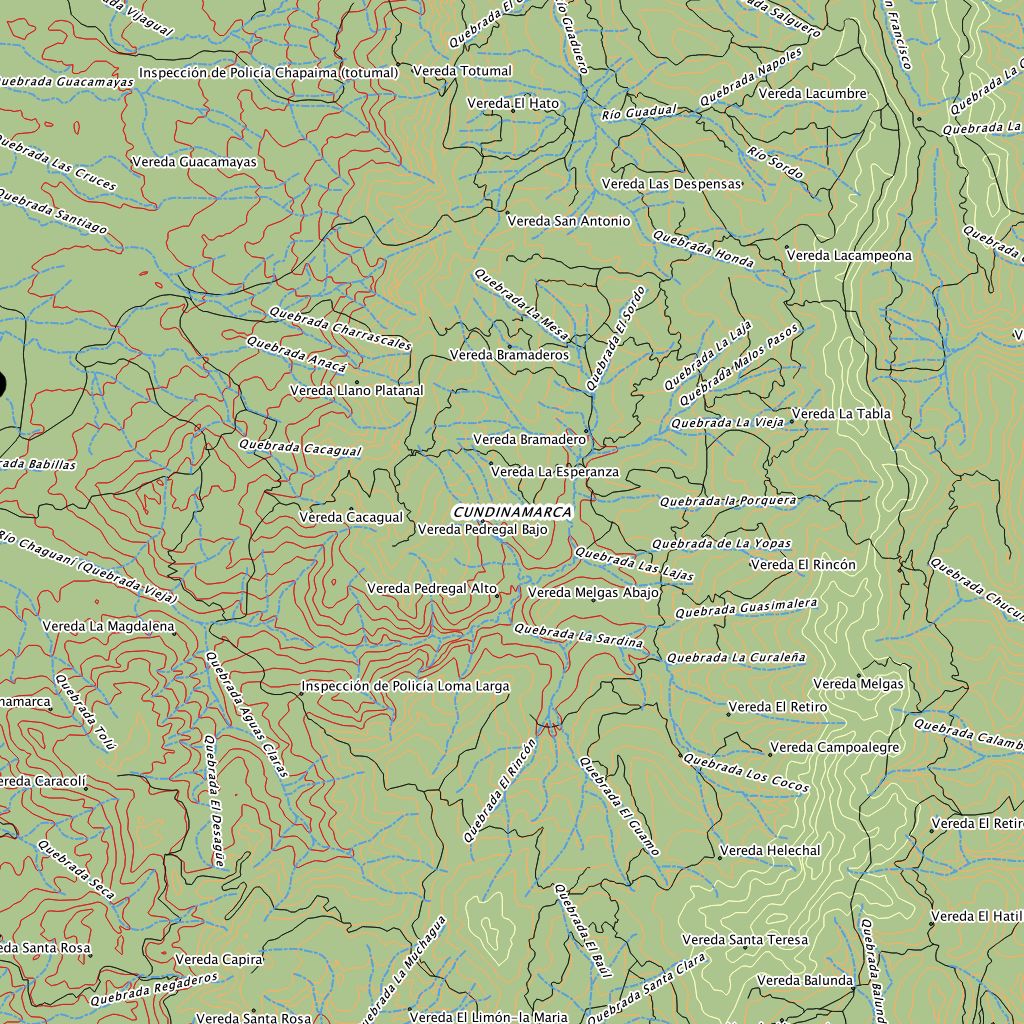 Vijagual
Quebrada El
Río Guaduero
Salguero
Francisco
Inspección de Policía Chapaima (totumal)
Vereda Totumal
Quebrada Napoles
Quebrada Guacamayas
Vereda Lacumbre
Quebrada La
Vereda El Hato
Río Guadual
Quebrada La
Vereda Guacamayas
Quebrada Las Cruces
Río Sordo
Vereda Las Despensas
Quebrada Santiago
Vereda San Antonio
Quebrada Honda
Quebrada
Vereda Lacampeona
Quebrada La Mesa
Quebrada El Sordo
Quebrada Charrascales
Quebrada Anacá
Vereda Bramaderos
Quebrada La Laja
Quebrada Malos Pasos
Vereda Llano Platanal
Vereda La Tabla
Quebrada La Vieja
Vereda Bramadero
Quebrada Cacagual
Babillas
Vereda La Esperanza
Quebrada la Porquera
CUNDINAMARCA
Vereda Cacagual
Vereda Pedregal Bajo
Río Chaguaní (Quebrada Vieja)
Quebrada de La Yopas
Quebrada Las Lajas
Vereda El Rincón
Vereda Pedregal Alto
Vereda Melgas Abajo
Quebrada Chucun
Quebrada Guasimalera
Vereda La Magdalena
Quebrada La Sardina
Quebrada La Curaleña
Inspección de Policía Loma Larga
Vereda Melgas
Quebrada Tolú
Quebrada Aguas Claras
namarca
Vereda El Retiro
Quebrada Calamb
Vereda Campoalegre
Quebrada El Desagüe
Quebrada El Rincón
Quebrada El Guamo
Quebrada Los Cocos
Vereda Caracolí
Vereda El Retiro
Vereda Helechal
Quebrada Seca
Quebrada El Baúl
Vereda El Hatil
Quebrada La Muchagua
Vereda Santa Teresa
Quebrada Balund
Vereda Santa Rosa
Vereda Capira
Quebrada Santa Clara
Quebrada Regaderos
Vereda Balunda
Vereda Santa Rosa
Vereda El Limón-la Maria